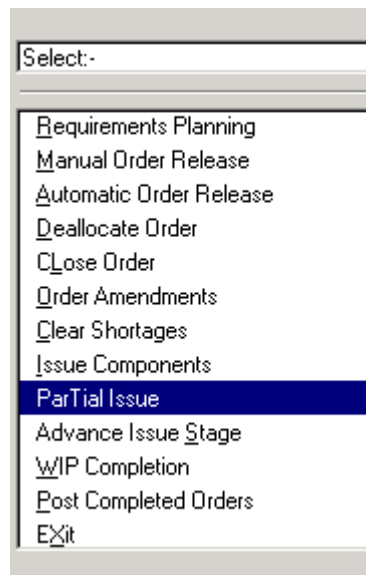 Select:-
Requirements Planning
Manual Order Release
Automatic Order Release
Deallocate Order
CLose Order
Order Amendments
Clear Shortages
Issue Components
ParTial Issue
Advance Issue Stage
WIP Completion
Post Completed Orders
EXit